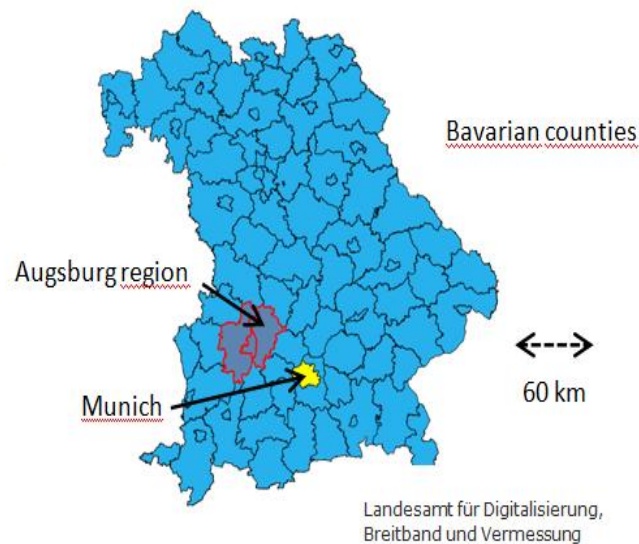 Bavarian counties
Augsburg region
Munich
60 km
Landesamt für Digitalisierung,
Breitband und Vermessung